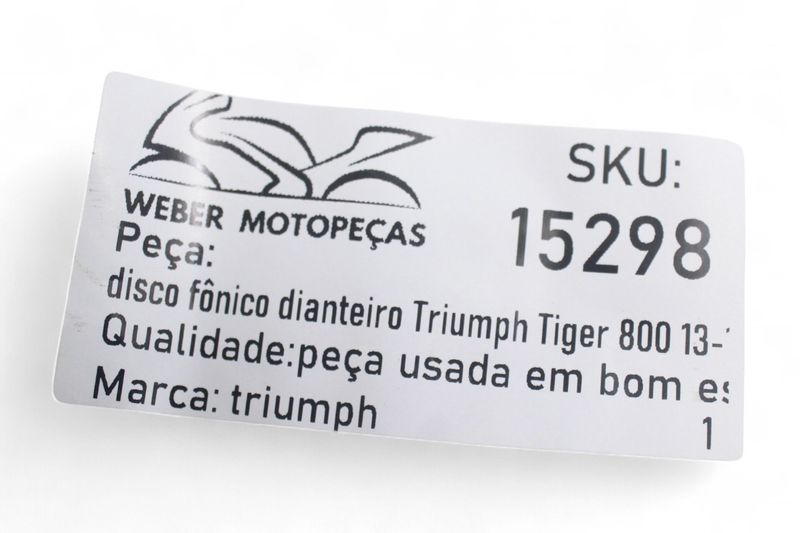 WEBER MOTOPEÇAS
SKU:
15298
Peça:
disco fônico dianteiro Triumph Tiger 800 13-
Qualidade:peça usada em bom es
Marca: triumph
1